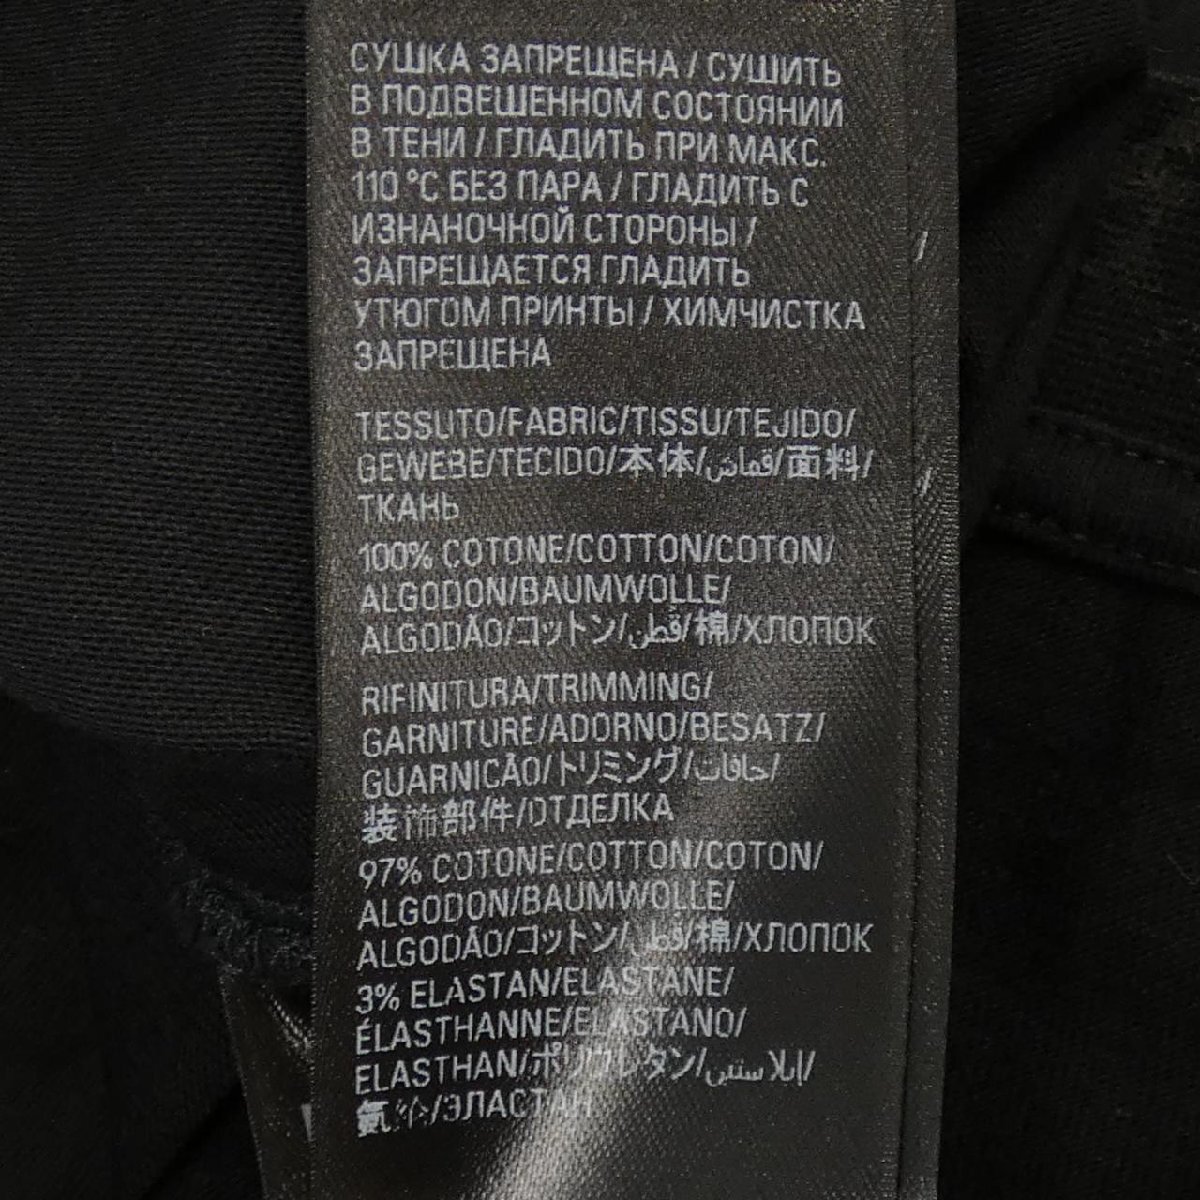 СУШКА ЗАПРЕЩЕНА / СУШИТЬ
В ПОДВЕШЕННОМ СОСТОЯНИИ
В ТЕНИ / ГЛАДИТЬ ПРИ МАКС.
110 °C БЕЗ ПАРА / ГЛАДИТЬ С
ИЗНАНОЧНОЙ СТОРОНЫ /
ЗАПРЕЩАЕТСЯ ГЛАДИТЬ
УТЮГОМ ПРИНТЫ / ХИМЧИСТКА
ЗАПРЕЩЕНА
TESSUTO/FABRIC/TISSU/TEJIDO/
GEWEBE/TECIDO/本体/قماش/面料/
ТКАНЬ
100% COTONE/COTTON/COTON/
ALGODON/BAUMWOLLE/
ALGODÃO/コットン/قُطن/棉/ХЛОПОК
RIFINITURA/TRIMMING/
GARNITURE/ADORNO/BESATZ/
GUARNICÃO/トリミング/حافات/
装饰部件/ОТДЕЛКА
97% COTONE/COTTON/COTON/
ALGODON/BAUMWOLLE/
ALGODÃO/コットン/قُطن/棉/ХЛОПОК
3% ELASTAN/ELASTANE/
ÉLASTHANNE/ELASTANO/
ELASTHAN/ポリウレタン/إيلاستين/
氨纶/ЭЛАСТАН